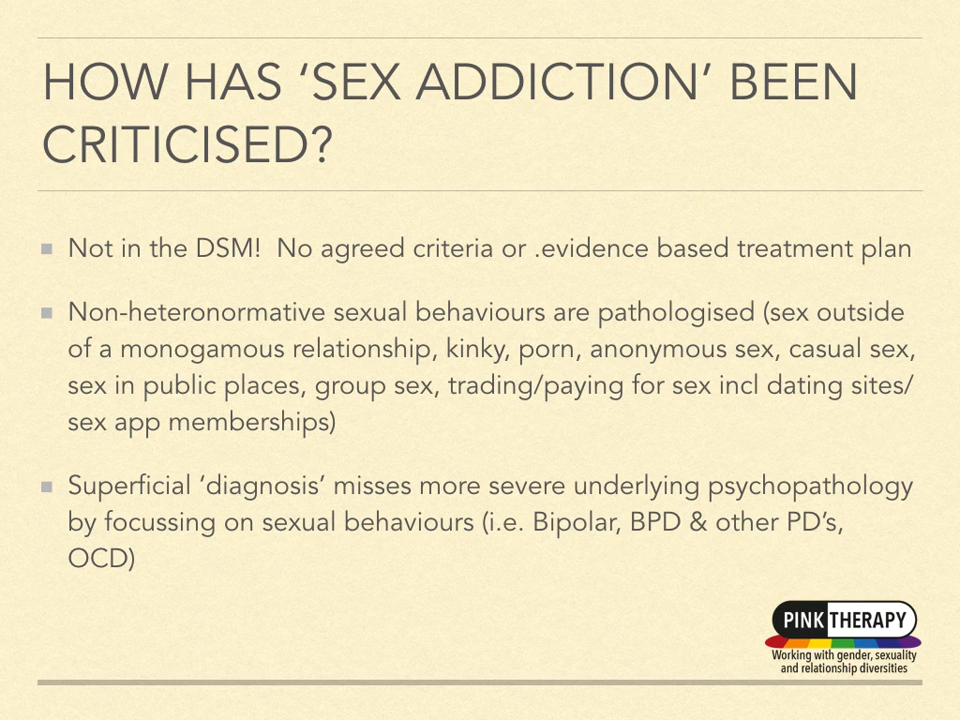 HOW HAS ‘SEX ADDICTION’ BEEN
CRITICISED?
Not in the DSM!  No agreed criteria or .evidence based treatment plan
Non-heteronormative sexual behaviours are pathologised (sex outside
of a monogamous relationship, kinky, porn, anonymous sex, casual sex,
sex in public places, group sex, trading/paying for sex incl dating sites/
sex app memberships)
Superficial ‘diagnosis’ misses more severe underlying psychopathology
by focussing on sexual behaviours (i.e. Bipolar, BPD & other PD’s,
OCD)
PINK THERAPY
Working with gender, sexuality
and relationship diversities